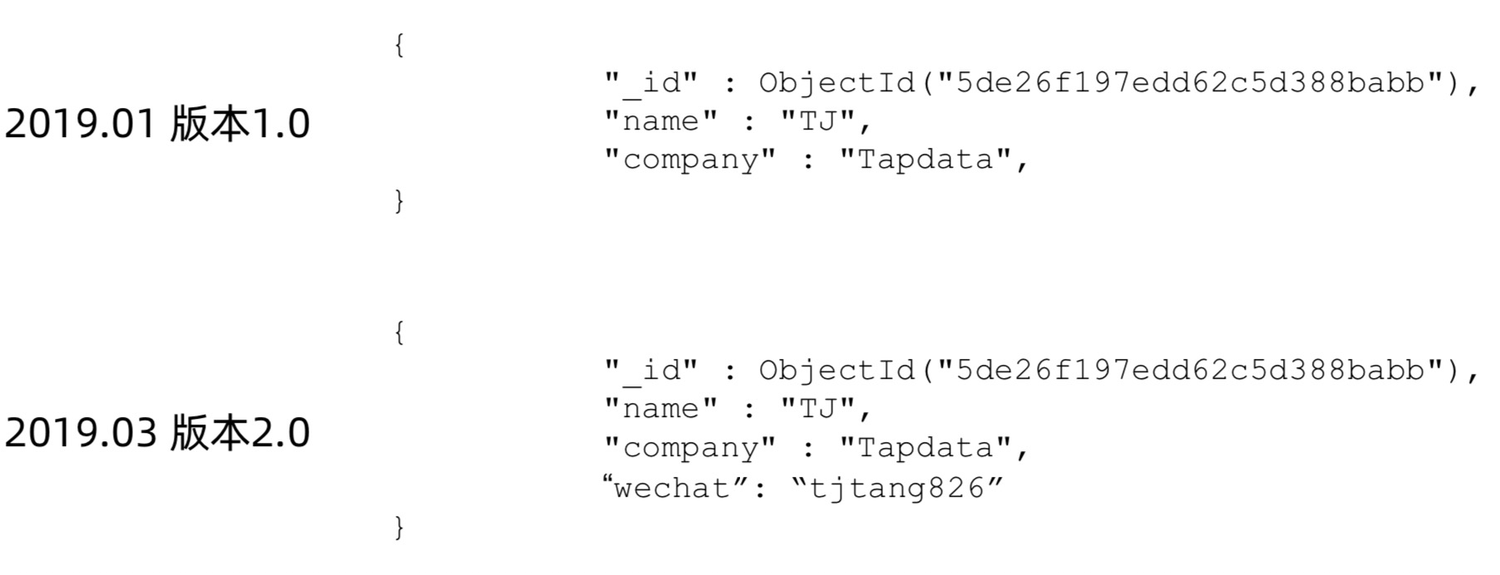 {
"_id" : ObjectId("5de26f197edd62c5d388babb"),
2019.01 版本1.0
"name" : "TJ",
"company" : "Tapdata",
}
{
"_id" : ObjectId("5de26f197edd62c5d388babb"),
"name" : "TJ",
2019.03 版本2.0
"company" : "Tapdata",
“wechat”: “tjtang826”
}